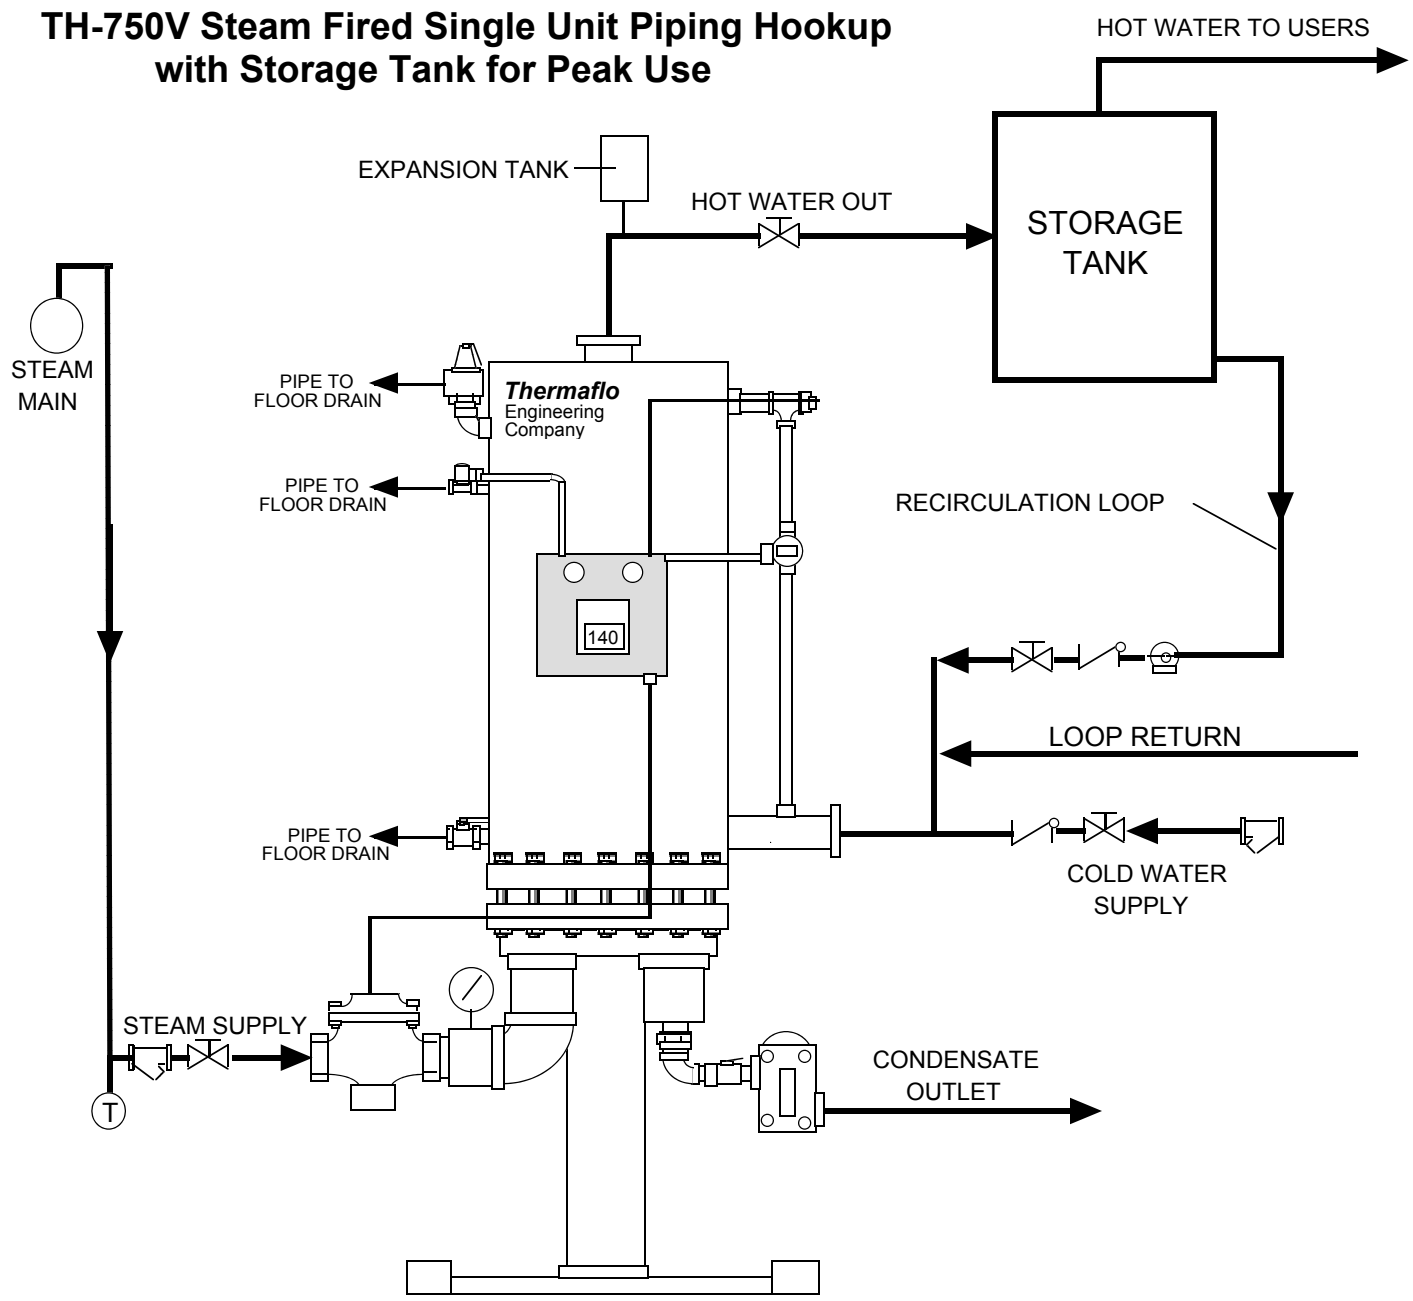 TH-750V Steam Fired Single Unit Piping Hookup
with Storage Tank for Peak Use
HOT WATER TO USERS
EXPANSION TANK
HOT WATER OUT
STORAGE
TANK
STEAM
MAIN
PIPE TO
FLOOR DRAIN
Thermaflo
Engineering
Company
PIPE TO
FLOOR DRAIN
RECIRCULATION LOOP
140
LOOP RETURN
PIPE TO
FLOOR DRAIN
COLD WATER
SUPPLY
STEAM SUPPLY
CONDENSATE
OUTLET
T